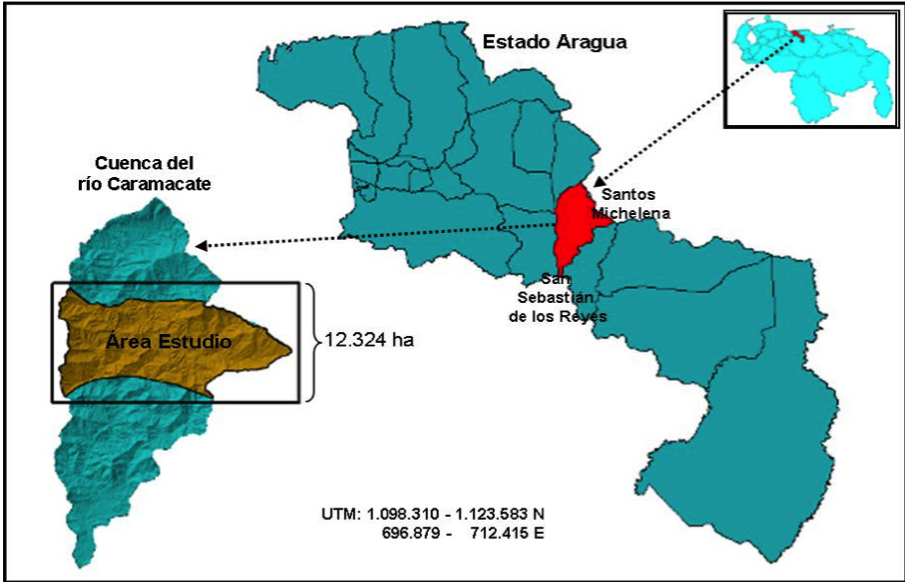 Estado Aragua
Cuenca del
río Caramacate
Santos
Michelena
San
Sebastián
de los Reyes
Área Estudio
12.324 ha
UTM: 1.098.310 - 1.123.583 N
696.879 - 712.415 E